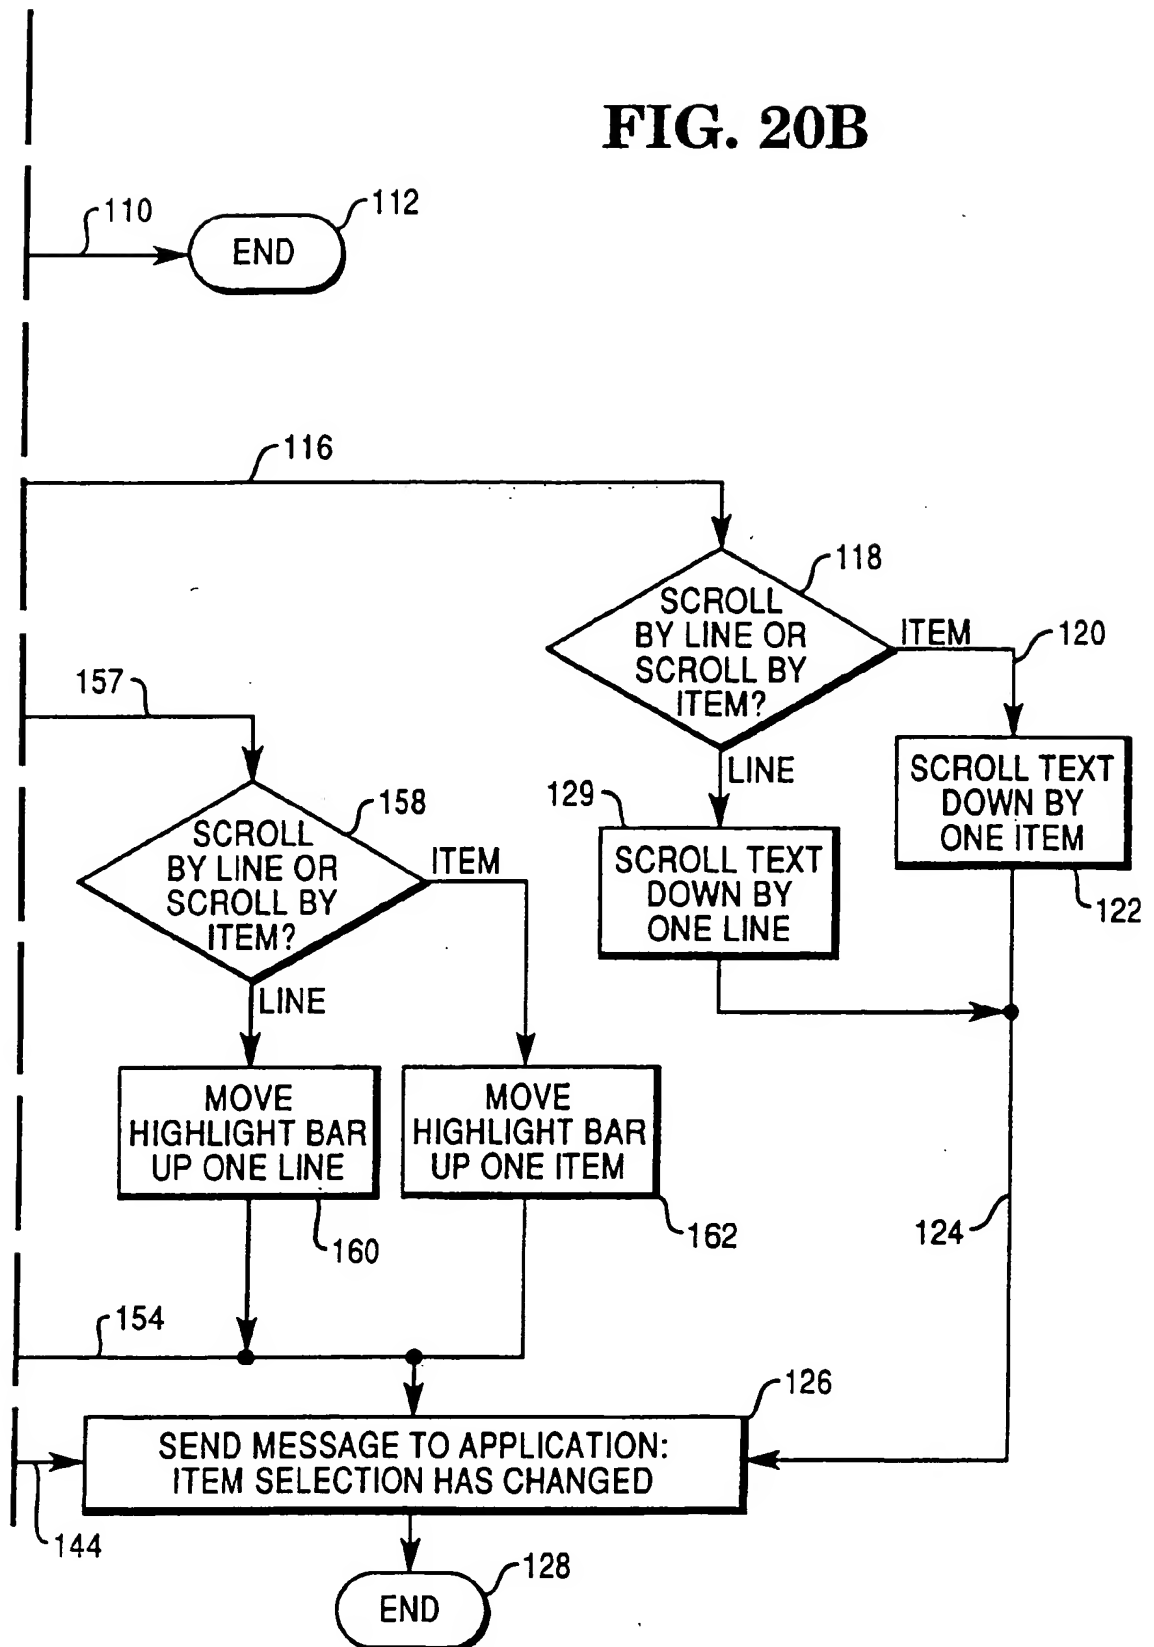 FIG. 20B
110
112
END
116
118
SCROLL
BY LINE OR
SCROLL BY
ITEM?
ITEM
120
LINE
SCROLL TEXT
DOWN BY
ONE ITEM
122
129
SCROLL TEXT
DOWN BY
ONE LINE
157
158
SCROLL
BY LINE OR
SCROLL BY
ITEM?
ITEM
LINE
MOVE
HIGHLIGHT BAR
UP ONE LINE
160
MOVE
HIGHLIGHT BAR
UP ONE ITEM
162
124
154
126
SEND MESSAGE TO APPLICATION:
ITEM SELECTION HAS CHANGED
144
128
END